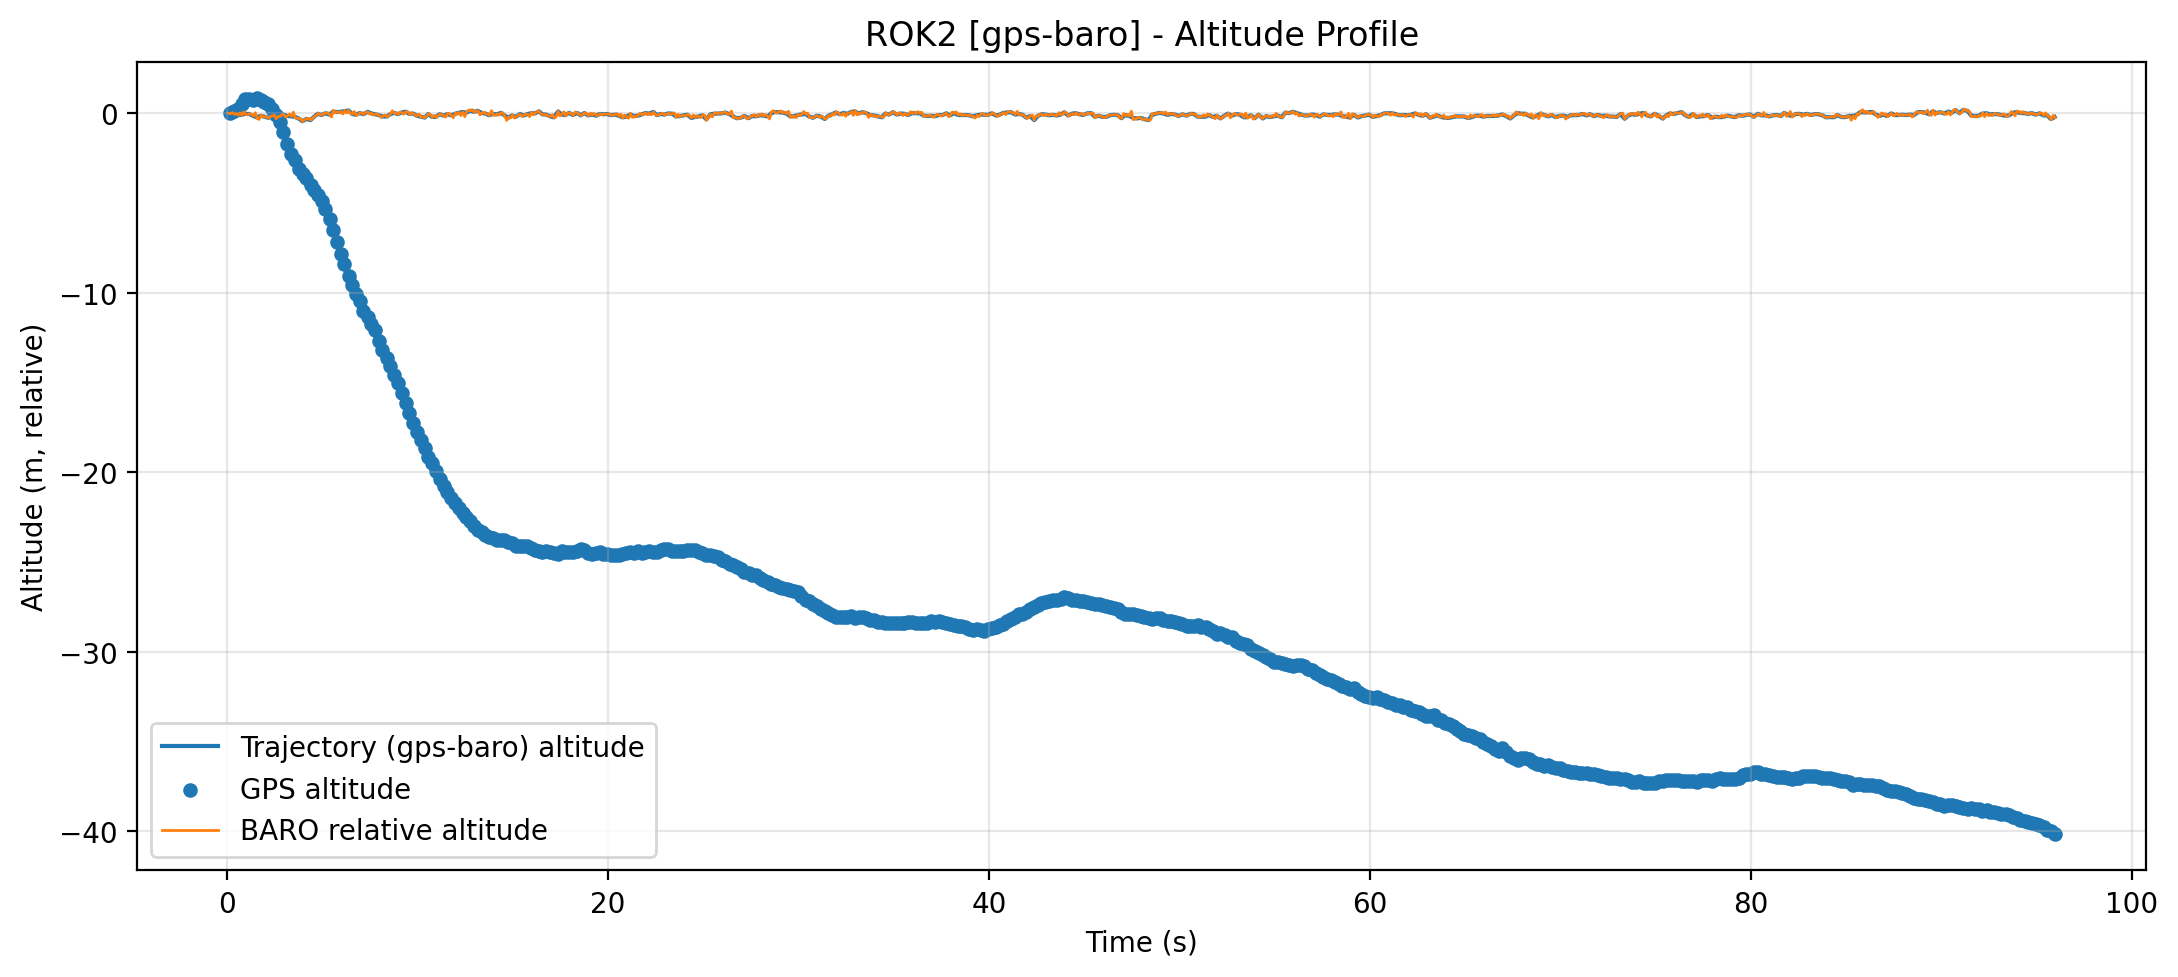 ROK2 [gps-baro] - Altitude Profile
Altitude (m, relative)
0
−10
−20
−30
−40
Trajectory (gps-baro) altitude
GPS altitude
BARO relative altitude
0 20 40 60 80 100
Time (s)